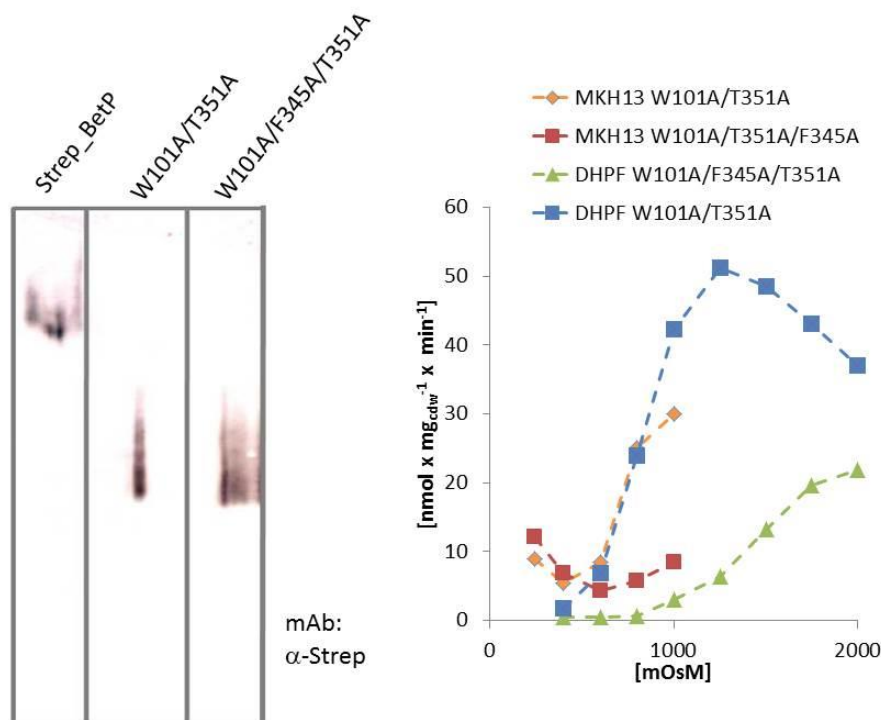 Strep_BetP
W101A/T351A
W101A/F345A/T351A
mAb:
α-Strep
MKH13 W101A/T351A
MKH13 W101A/T351A/F345A
DHPF W101A/F345A/T351A
DHPF W101A/T351A
[nmol x mg_cdw⁻¹ x min⁻¹]
60
50
40
30
20
10
0
0 1000 2000
[mOsM]